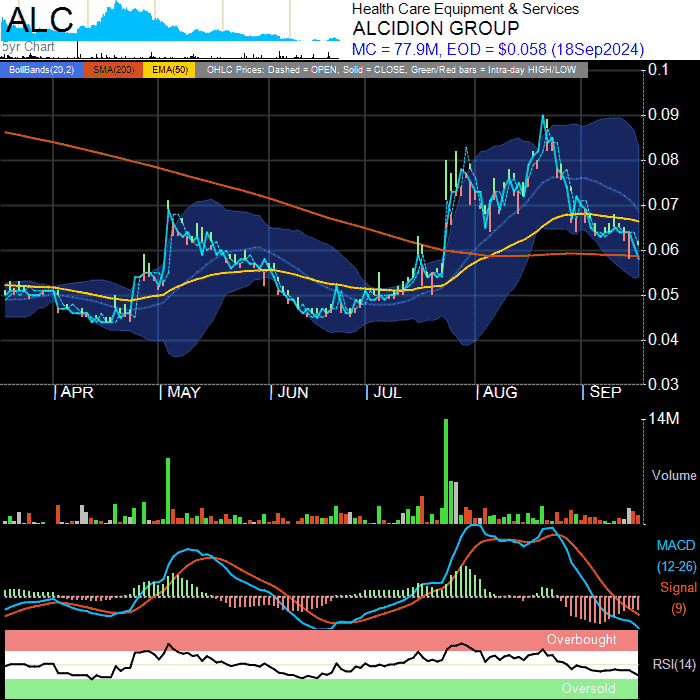 ALC
5yr Chart
Health Care Equipment & Services
ALCIDION GROUP
MC = 77.9M, EOD = $0.058 (18Sep2024)
BollBands(20,2) SMA(200) EMA(50) OHLC Prices: Dashed = OPEN, Solid = CLOSE, Green/Red bars = Intra-day HIGH/LOW
0.1
0.09
0.08
0.07
0.06
0.05
0.04
0.03
APR MAY JUN JUL AUG SEP
14M
Volume
MACD
(12-26)
Signal
(9)
Overbought
RSI(14)
Oversold